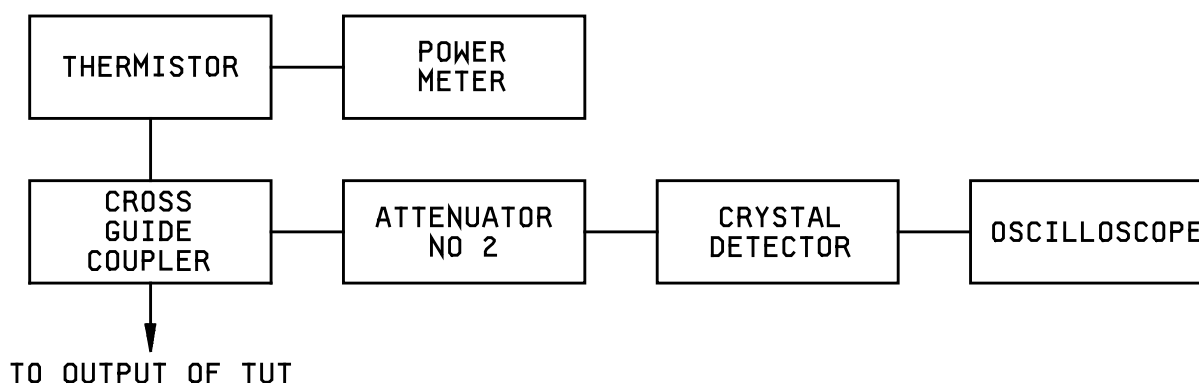 THERMISTOR
POWER
METER
CROSS
GUIDE
COUPLER
ATTENUATOR
NO 2
CRYSTAL
DETECTOR
OSCILLOSCOPE
TO OUTPUT OF TUT